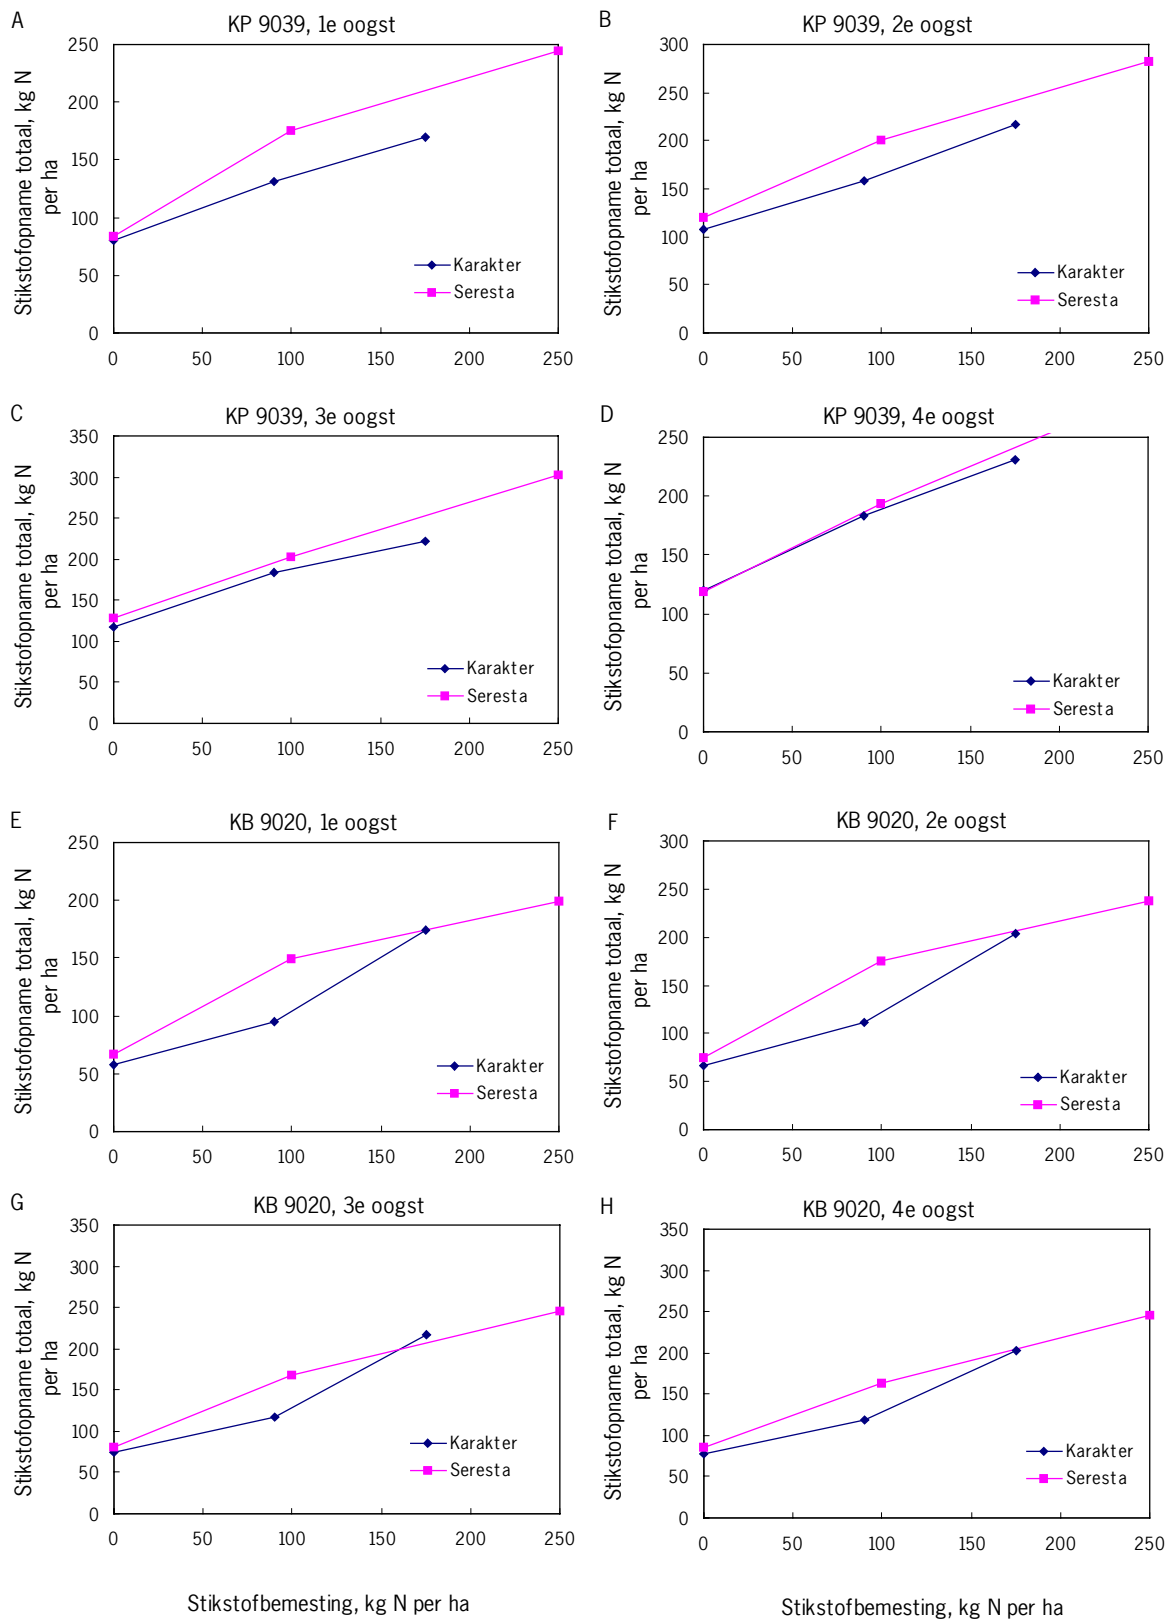 A
KP 9039, 1e oogst
Stikstofopname totaal, kg N
per ha
250
200
150
100
50
0
0 50 100 150 200 250
Karakter
Seresta
B
KP 9039, 2e oogst
Stikstofopname totaal, kg N
per ha
300
250
200
150
100
50
0
0 50 100 150 200 250
Karakter
Seresta
C
KP 9039, 3e oogst
Stikstofopname totaal, kg N
per ha
350
300
250
200
150
100
50
0
0 50 100 150 200 250
Karakter
Seresta
D
KP 9039, 4e oogst
Stikstofopname totaal, kg N
per ha
250
200
150
100
50
0
0 50 100 150 200 250
Karakter
Seresta
E
KB 9020, 1e oogst
Stikstofopname totaal, kg N
per ha
250
200
150
100
50
0
0 50 100 150 200 250
Karakter
Seresta
F
KB 9020, 2e oogst
Stikstofopname totaal, kg N
per ha
300
250
200
150
100
50
0
0 50 100 150 200 250
Karakter
Seresta
G
KB 9020, 3e oogst
Stikstofopname totaal, kg N
per ha
350
300
250
200
150
100
50
0
0 50 100 150 200 250
Karakter
Seresta
Stikstofbemesting, kg N per ha
H
KB 9020, 4e oogst
Stikstofopname totaal, kg N
per ha
350
300
250
200
150
100
50
0
0 50 100 150 200 250
Karakter
Seresta
Stikstofbemesting, kg N per ha